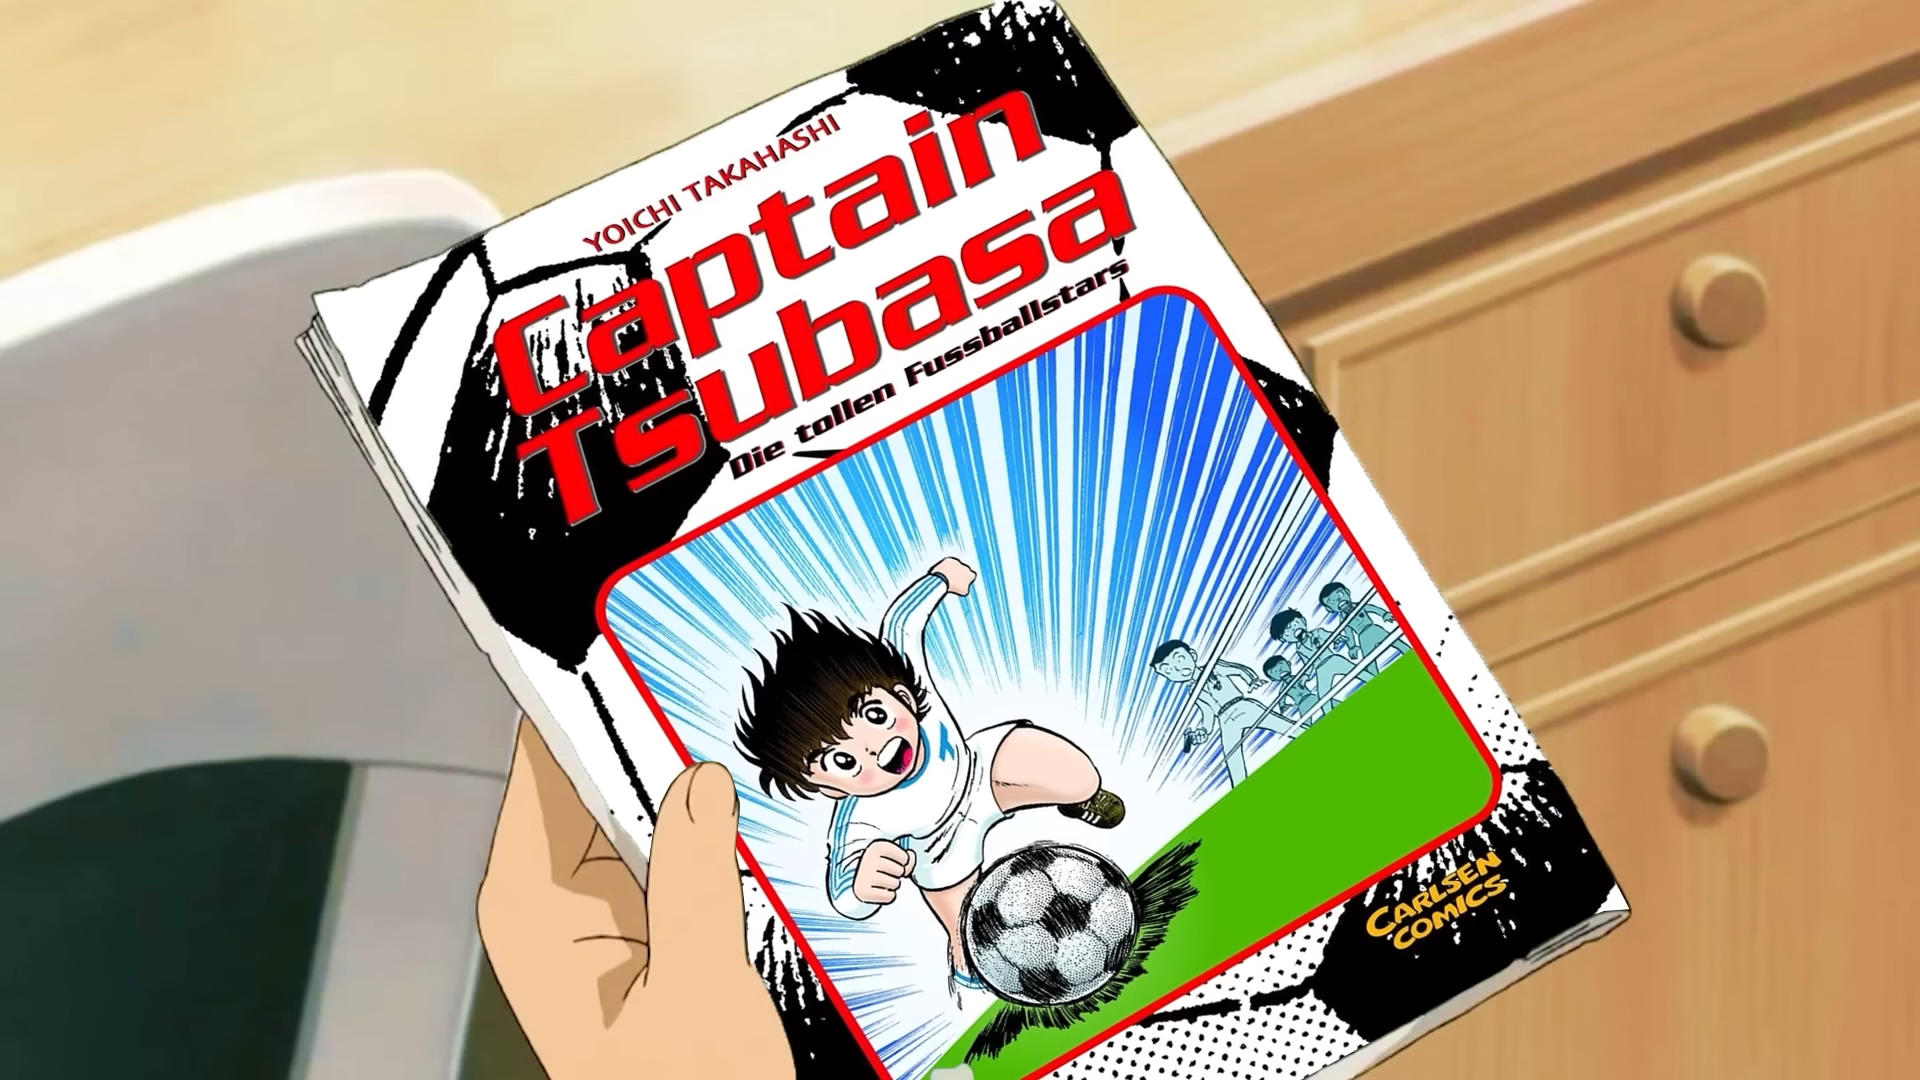 YOICHI TAKAHASHI
Captain
Tsubasa
Die tollen Fussballstars
CARLSEN
COMICS